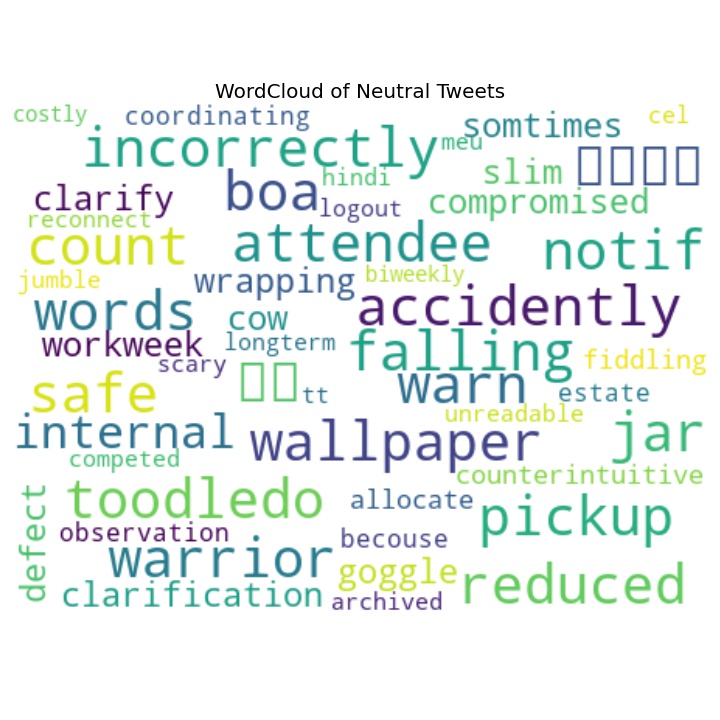 WordCloud of Neutral Tweets
costly coordinating somtimes cel
incorrectly meu
slim
clarify boa hindi compromised
reconnect logout
count attendee notif
jumble wrapping biweekly
words cow accidently
workweek longterm falling fiddling
scary
safe tt warn estate
internal wallpaper unreadable jar
competed counterintuitive
toodledo allocate pickup
defect observation becouse
warrior goggle reduced
clarification archived